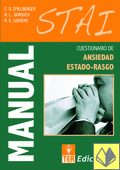 C. D. SPIELBERGER
R. L. GORSUCH
R. E. LUSHENE
STAI
MANUAL
CUESTIONARIO DE
ANSIEDAD
ESTADO-RASGO
TEA Edic
a